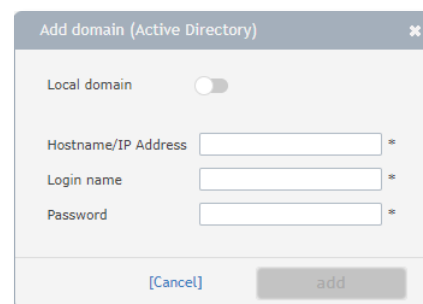 Add domain (Active Directory) ✖
Local domain
Hostname/IP Address *
Login name *
Password *
[Cancel] add